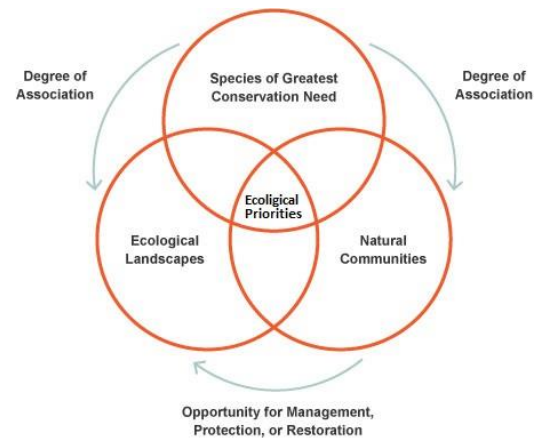 Degree of
Association
Species of Greatest
Conservation Need
Degree of
Association
Ecoligical
Priorities
Ecological
Landscapes
Natural
Communities
Opportunity for Management,
Protection, or Restoration